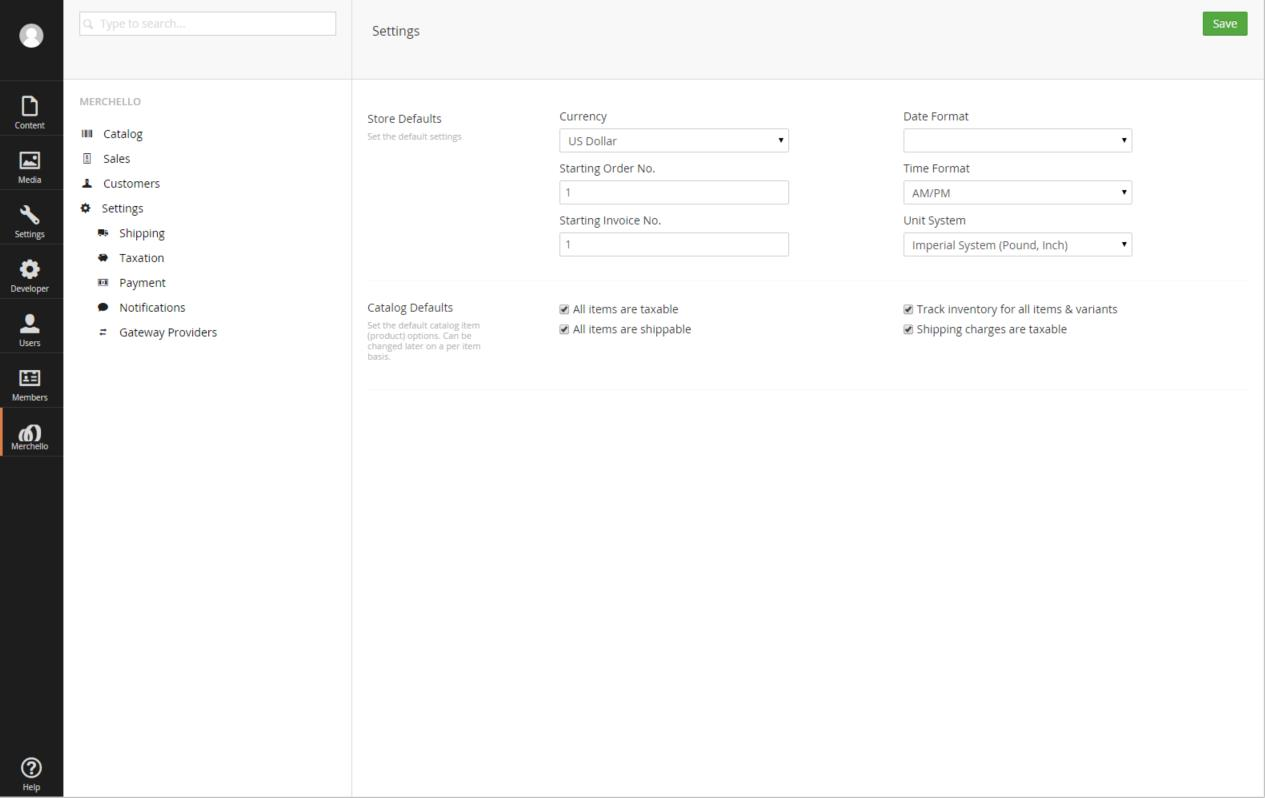 Type to search...
Settings
Save
Content
Media
Settings
Developer
Users
Members
Merchello
Help
MERCHELLO
Catalog
Sales
Customers
Settings
Shipping
Taxation
Payment
Notifications
Gateway Providers
Store Defaults
Set the default settings
Currency
US Dollar
Starting Order No.
1
Starting Invoice No.
1
Date Format
Time Format
AM/PM
Unit System
Imperial System (Pound, Inch)
Catalog Defaults
Set the default catalog item
(product) options. Can be
changed later on a per item
basis.
All items are taxable
All items are shippable
Track inventory for all items & variants
Shipping charges are taxable